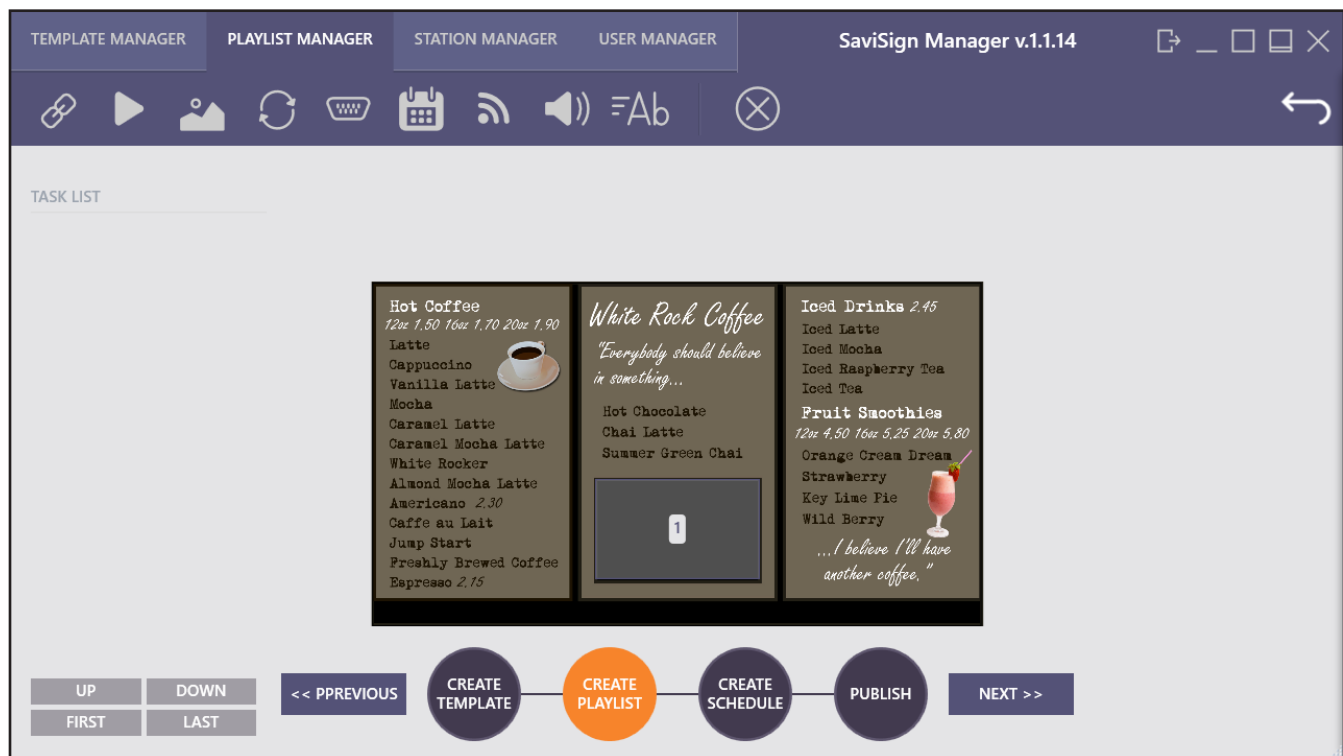 TEMPLATE MANAGER
PLAYLIST MANAGER
STATION MANAGER
USER MANAGER
SaviSign Manager v.1.1.14
Ab
TASK LIST
Hot Coffee
12oz 1.50 16oz 1.70 20oz 1.90
Latte
Cappuccino
Vanilla Latte
Mocha
Caramel Latte
Caramel Mocha Latte
White Rocker
Almond Mocha Latte
Americano 2.30
Caffe au Lait
Jump Start
Freshly Brewed Coffee
Espresso 2.15
White Rock Coffee
"Everybody should believe
in something...
Hot Chocolate
Chai Latte
Summer Green Chai
1
Iced Drinks 2.45
Iced Latte
Iced Mocha
Iced Raspberry Tea
Iced Tea
Fruit Smoothies
12oz 4.50 16oz 5.25 20oz 5.80
Orange Cream Dream
Strawberry
Key Lime Pie
Wild Berry
...I believe I'll have
another coffee."
UP
DOWN
FIRST
LAST
<< PPREVIOUS
CREATE
TEMPLATE
CREATE
PLAYLIST
CREATE
SCHEDULE
PUBLISH
NEXT >>